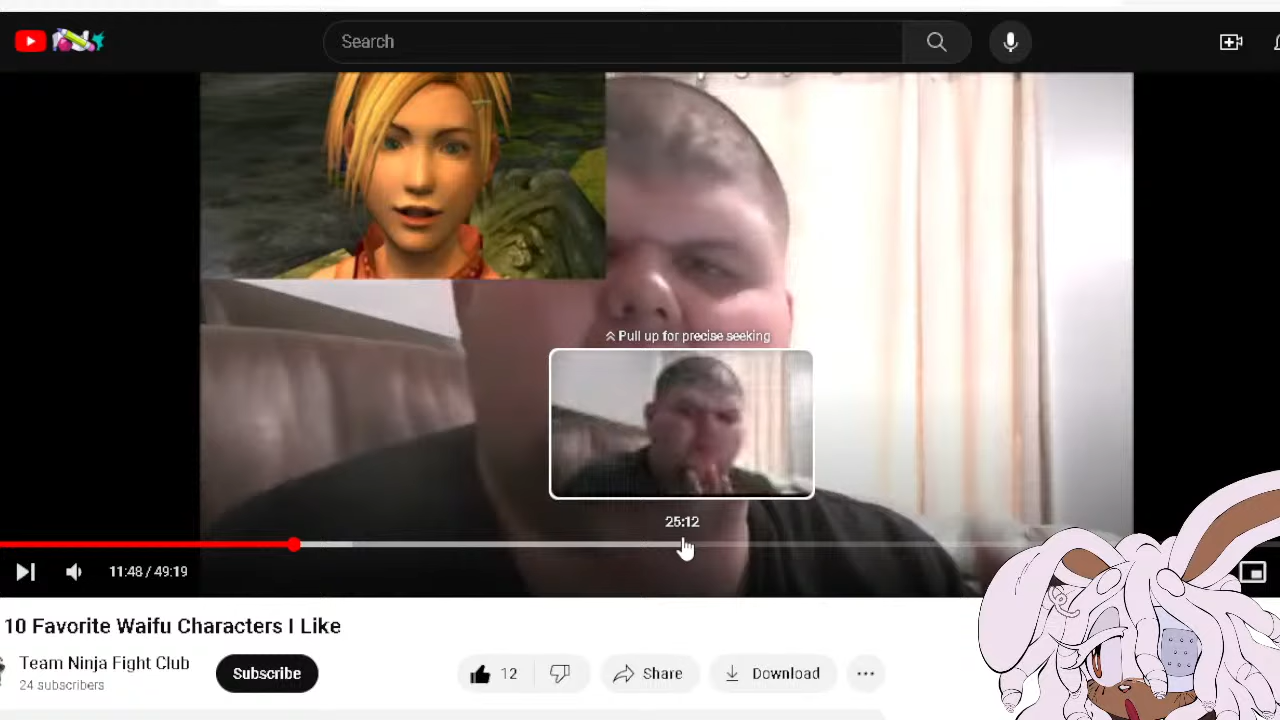 Search
Pull up for precise seeking
25:12
11:48 / 49:19
10 Favorite Waifu Characters I Like
Team Ninja Fight Club
24 subscribers
Subscribe
12
Share
Download